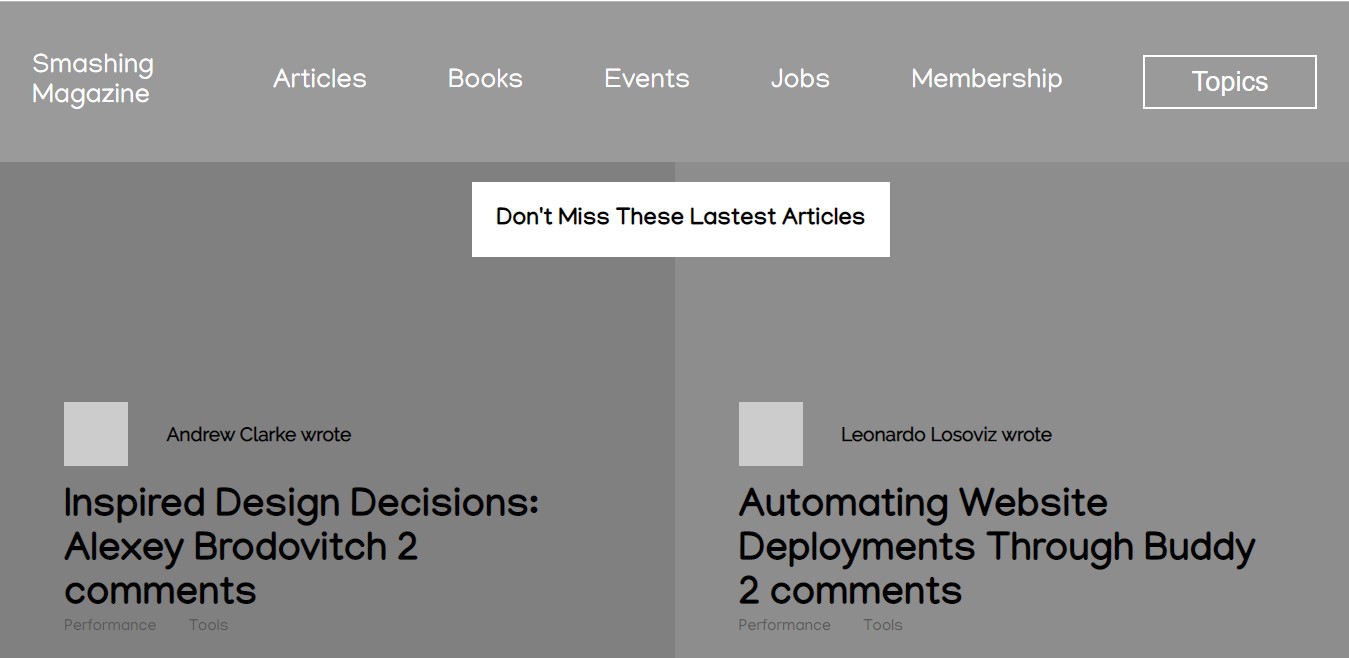 Smashing
Magazine
Articles
Books
Events
Jobs
Membership
Topics
Don't Miss These Lastest Articles
Andrew Clarke wrote
Inspired Design Decisions:
Alexey Brodovitch 2
comments
Performance
Tools
Leonardo Losoviz wrote
Automating Website
Deployments Through Buddy
2 comments
Performance
Tools